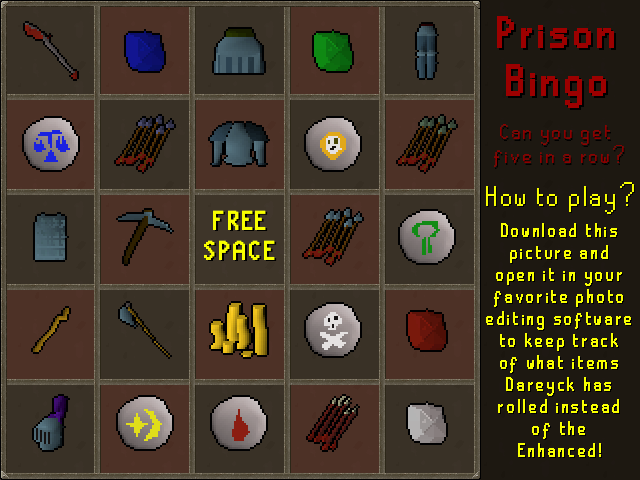 Prison
Bingo
Can you get
five in a row?
How to play?
Download this
picture and
open it in your
favorite photo
editing software
to keep track
of what items
Dareyck has
rolled instead
of the
Enhanced!
FREE
SPACE